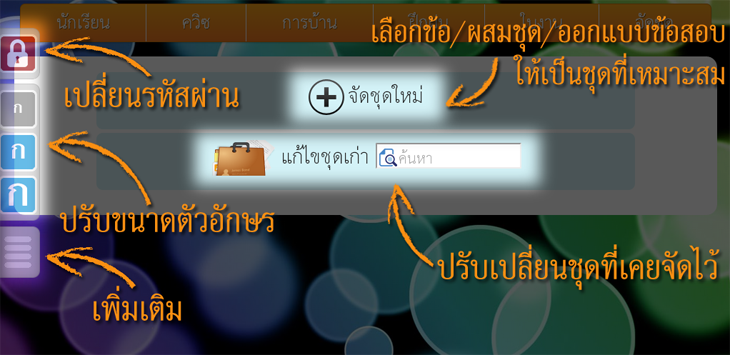 นักเรียน ควิซ การบ้าน
เลือกข้อ/ผสมชุด/ออกแบบข้อสอบ
ให้เป็นชุดที่เหมาะสม
เปลี่ยนรหัสผ่าน
จัดชุดใหม่
ก
ก
แก้ไขชุดเก่า ค้นหา
ก
ปรับขนาดตัวอักษร
ปรับเปลี่ยนชุดที่เคยจัดไว้
เพิ่มเติม